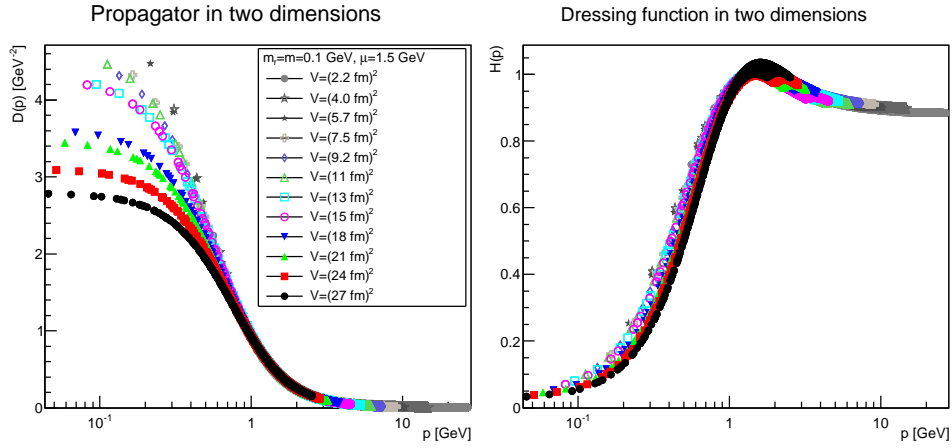 Propagator in two dimensions
D(p) [GeV⁻²]
4
3
2
1
0
10⁻¹
1
10
p [GeV]
mᵣ=m=0.1 GeV, μ=1.5 GeV
V=(2.2 fm)²
V=(4.0 fm)²
V=(5.7 fm)²
V=(7.5 fm)²
V=(9.2 fm)²
V=(11 fm)²
V=(13 fm)²
V=(15 fm)²
V=(18 fm)²
V=(21 fm)²
V=(24 fm)²
V=(27 fm)²
Dressing function in two dimensions
H(p)
1
0.8
0.6
0.4
0.2
0
10⁻¹
1
10
p [GeV]